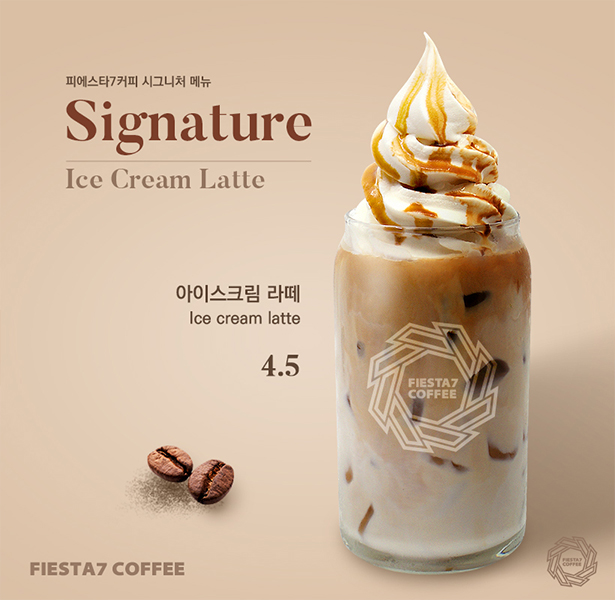 피에스타7커피 시그니처 메뉴
Signature
Ice Cream Latte
아이스크림 라떼
Ice cream latte
4.5
FIESTA7
COFFEE
FIESTA7 COFFEE
FIESTA7
COFFEE